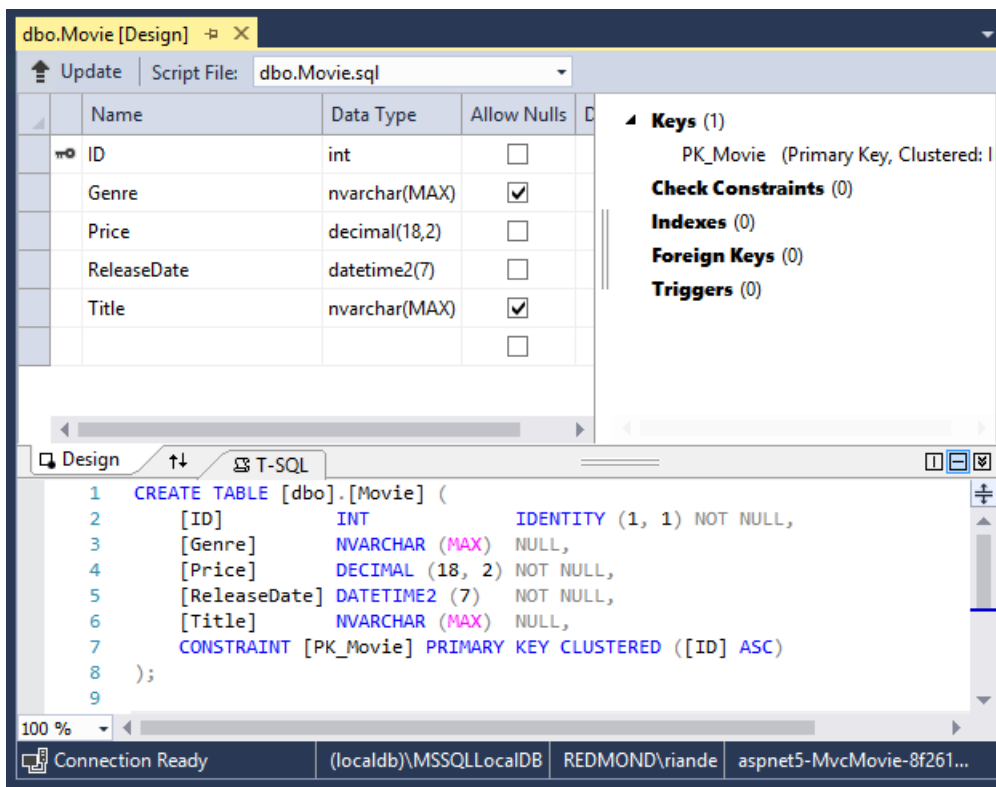 dbo.Movie [Design]
Update Script File: dbo.Movie.sql
Name Data Type Allow Nulls D
ID int
Genre nvarchar(MAX)
Price decimal(18,2)
ReleaseDate datetime2(7)
Title nvarchar(MAX)
Keys (1)
PK_Movie (Primary Key, Clustered: I
Check Constraints (0)
Indexes (0)
Foreign Keys (0)
Triggers (0)
Design T-SQL
1 CREATE TABLE [dbo].[Movie] (
2 [ID] INT IDENTITY (1, 1) NOT NULL,
3 [Genre] NVARCHAR (MAX) NULL,
4 [Price] DECIMAL (18, 2) NOT NULL,
5 [ReleaseDate] DATETIME2 (7) NOT NULL,
6 [Title] NVARCHAR (MAX) NULL,
7 CONSTRAINT [PK_Movie] PRIMARY KEY CLUSTERED ([ID] ASC)
8 );
9
100 %
Connection Ready (localdb)\MSSQLLocalDB REDMOND\riande aspnet5-MvcMovie-8f261...